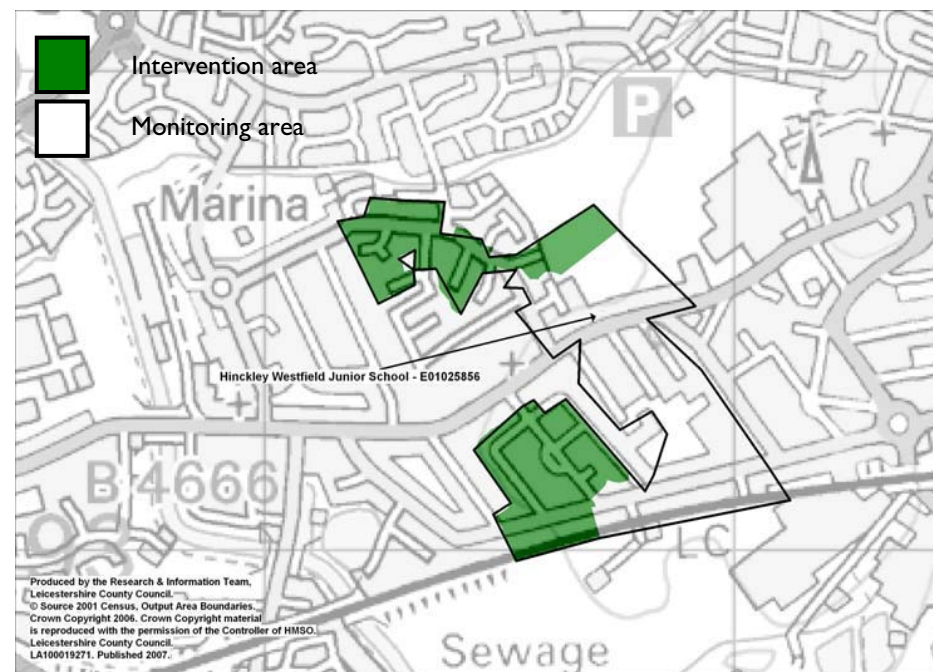 Intervention area
Monitoring area
P
Marina
Hinckley Westfield Junior School - E01025856
B 4666
LC
Produced by the Research & Information Team,
Leicestershire County Council.
© Source 2001 Census, Output Area Boundaries.
Crown Copyright 2006. Crown Copyright material
is reproduced with the permission of the Controller of HMSO.
Leicestershire County Council.
LA100019271. Published 2007.
Sewage